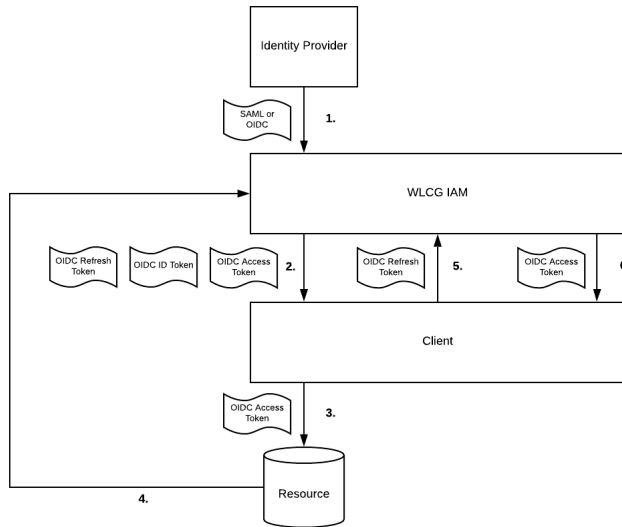 Identity Provider
SAML or
OIDC
1.
WLCG IAM
OIDC Refresh
Token
OIDC ID Token
OIDC Access
Token
2.
OIDC Refresh
Token
5.
OIDC Access
Token
Client
OIDC Access
Token
3.
Resource
4.